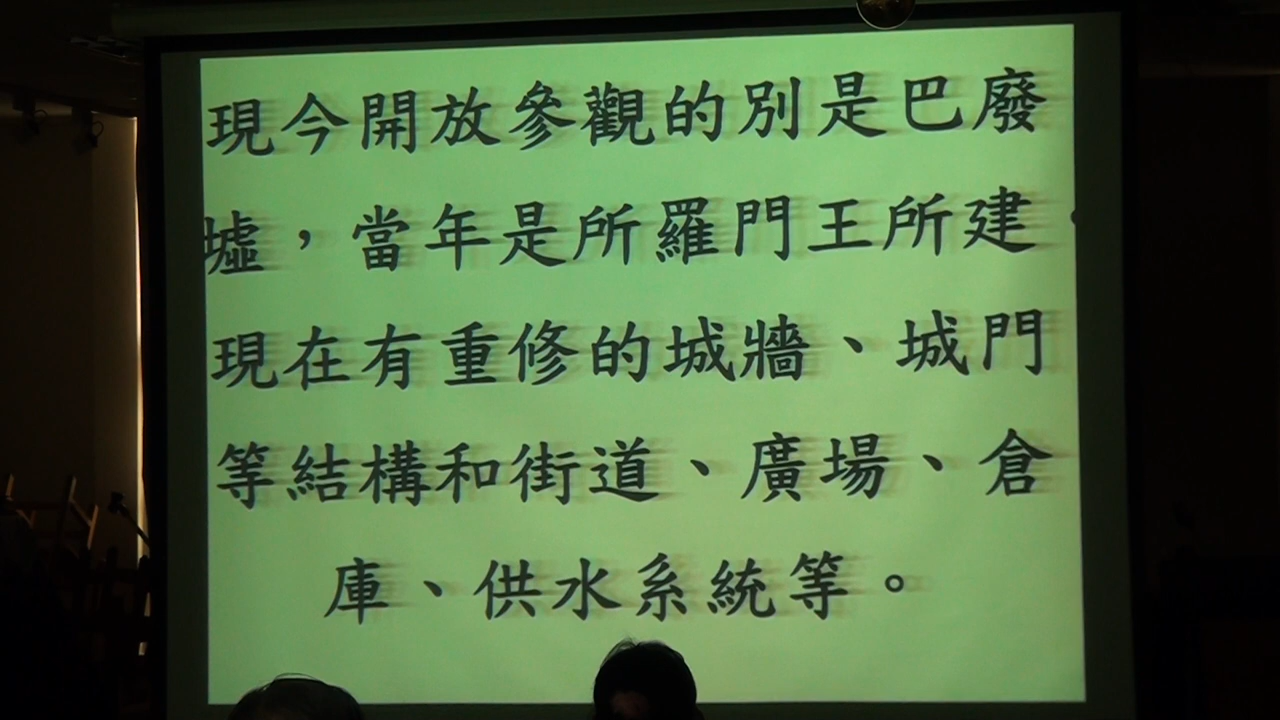 現今開放參觀的別是巴廢
墟，當年是所羅門王所建，
現在有重修的城牆、城門
等結構和街道、廣場、倉
庫、供水系統等。